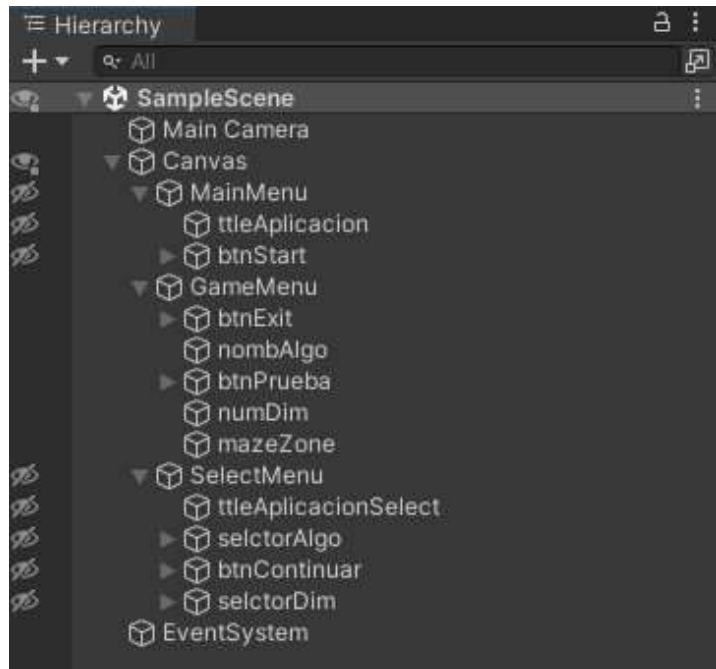 Hierarchy
All
SampleScene
Main Camera
Canvas
MainMenu
ttleAplicacion
btnStart
GameMenu
btnExit
nombAlgo
btnPrueba
numDim
mazeZone
SelectMenu
ttleAplicacionSelect
selctorAlgo
btnContinuar
selctorDim
EventSystem